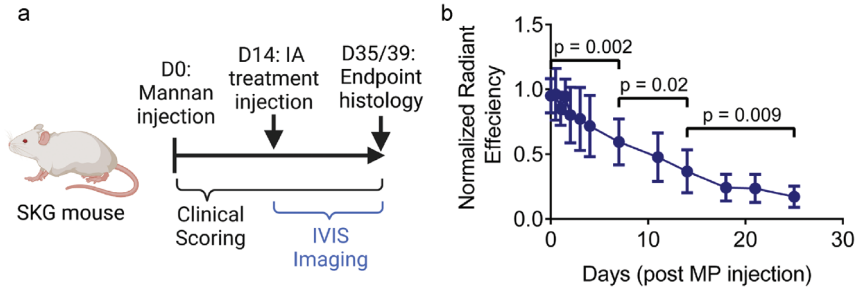 a
D0:
Mannan
injection
D14: IA
treatment
injection
D35/39:
Endpoint
histology
SKG mouse
Clinical
Scoring
IVIS
Imaging
b
Normalized Radiant
Effeciency
1.5
1.0
0.5
0.0
p = 0.002
p = 0.02
p = 0.009
0
10
20
30
Days (post MP injection)